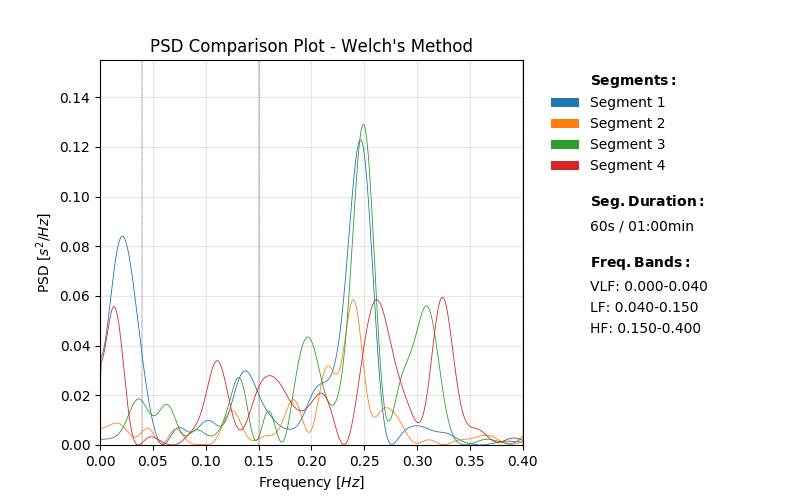 PSD Comparison Plot - Welch's Method
PSD [s²/Hz]
0.14
0.12
0.10
0.08
0.06
0.04
0.02
0.00
0.00 0.05 0.10 0.15 0.20 0.25 0.30 0.35 0.40
Frequency [Hz]
Segments:
Segment 1
Segment 2
Segment 3
Segment 4
Seg.Duration:
60s / 01:00min
Freq.Bands:
VLF: 0.000-0.040
LF: 0.040-0.150
HF: 0.150-0.400